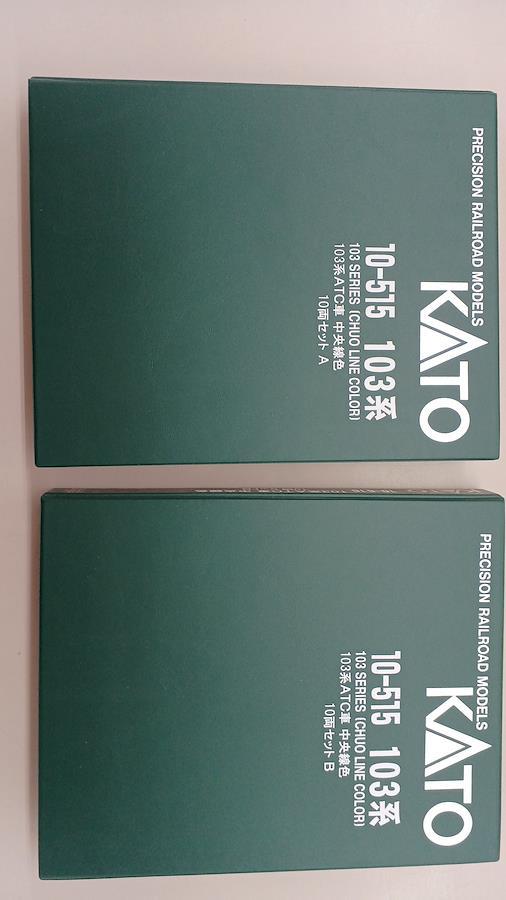 PRECISION RAILROAD MODELS
KATO
10-515 103系
103 SERIES (CHUO LINE COLOR)
103系ATC車 中央線色
10両セット A
PRECISION RAILROAD MODELS
KATO
10-515 103系
103 SERIES (CHUO LINE COLOR)
103系ATC車 中央線色
10両セット B